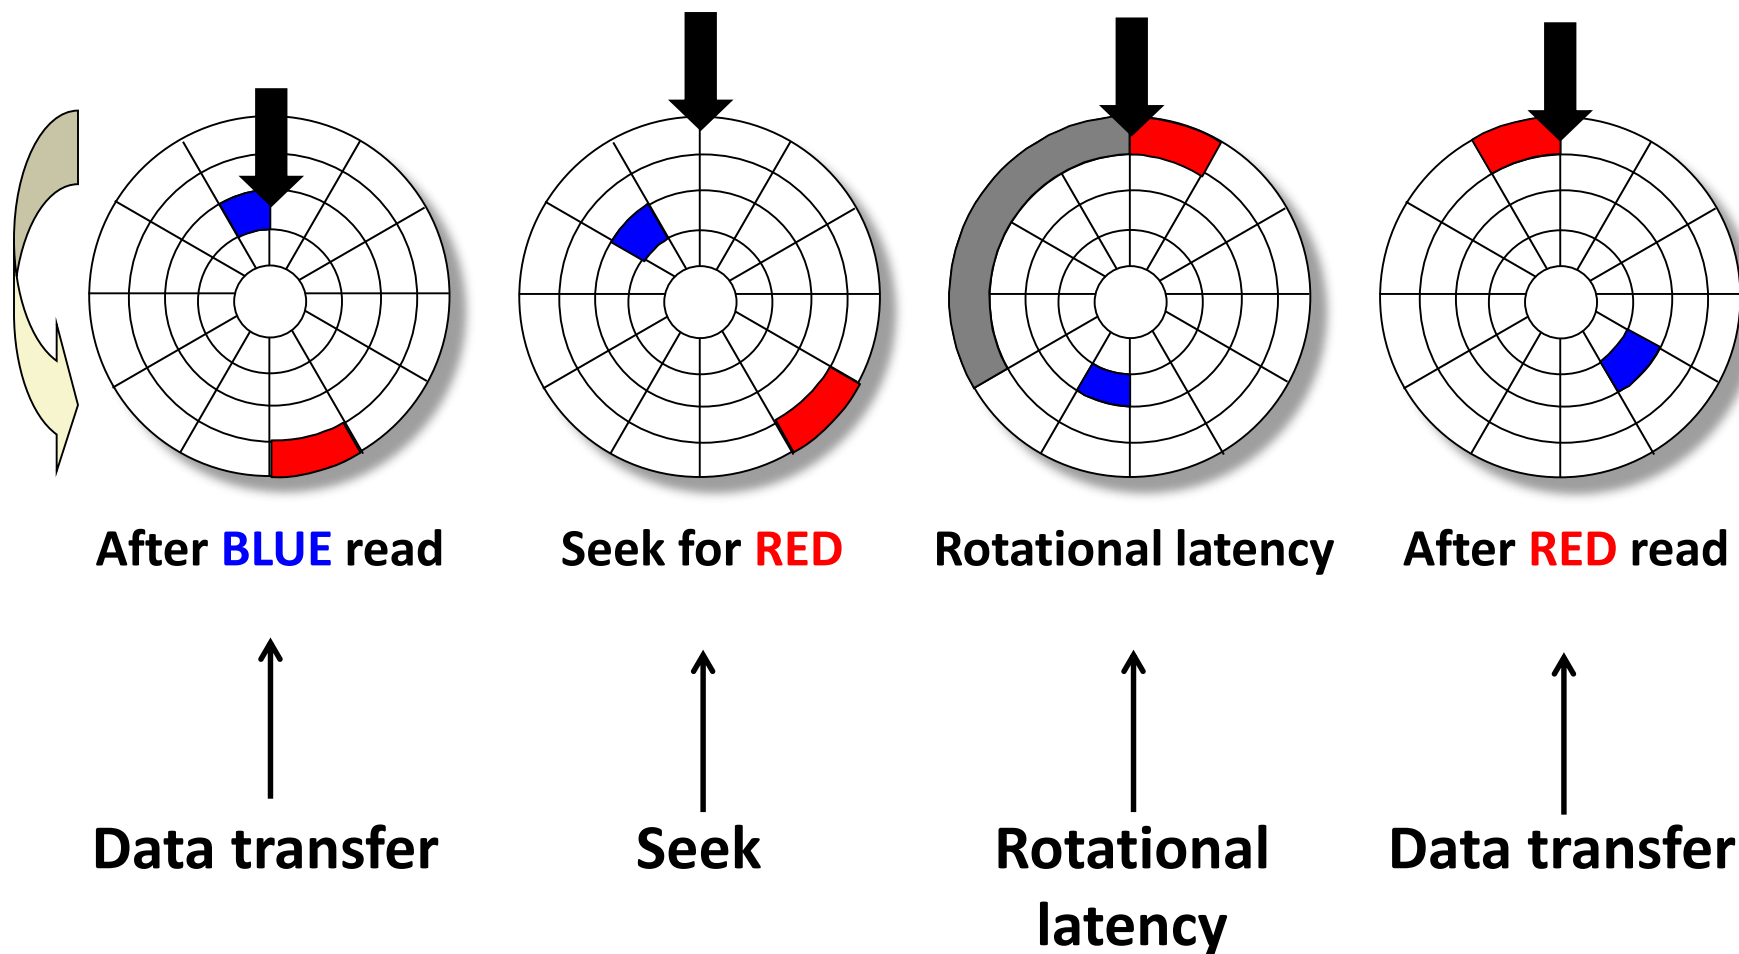 After BLUE read
Seek for RED
Rotational latency
After RED read
Data transfer
Seek
Rotational
latency
Data transfer